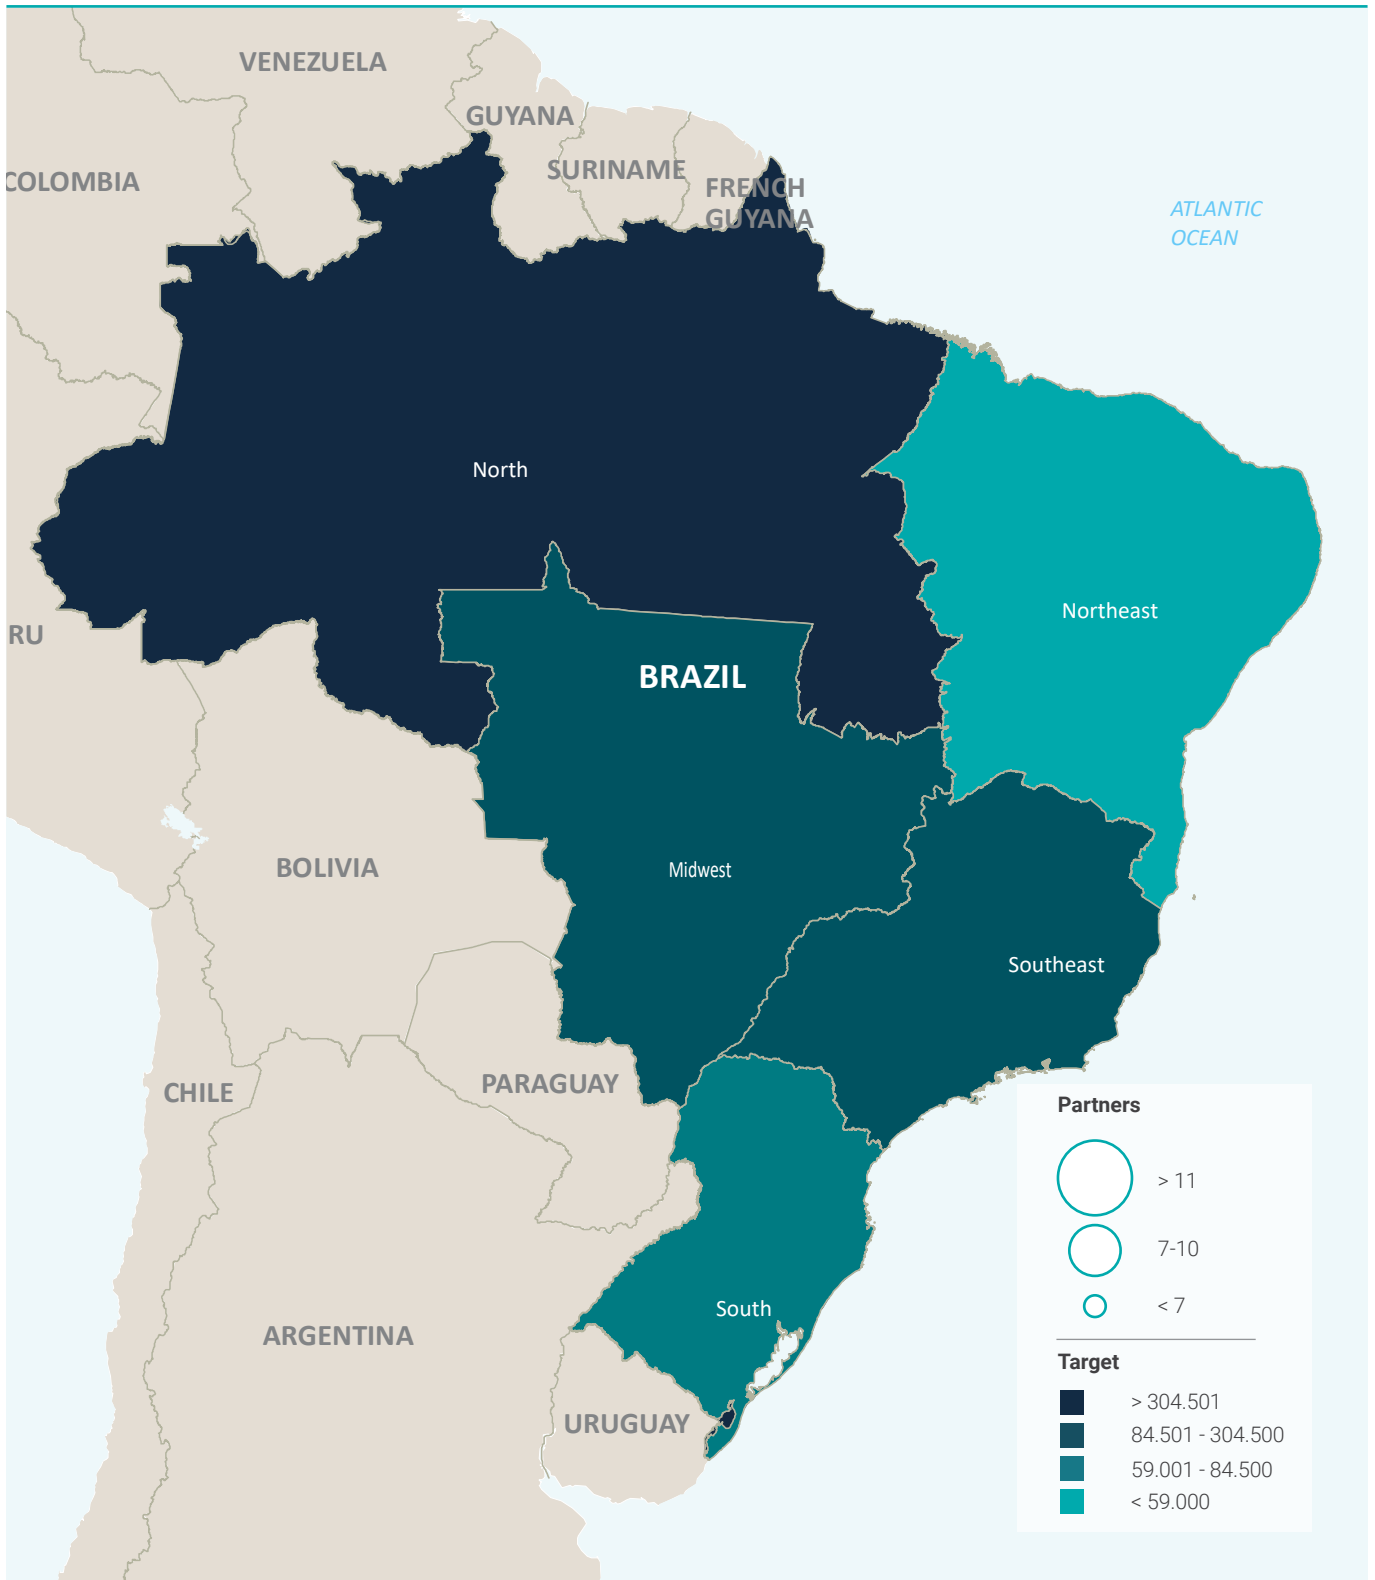 VENEZUELA
GUYANA
SURINAME
COLOMBIA
FRENCH
GUYANA
ATLANTIC
OCEAN
North
Northeast
RU
BRAZIL
BOLIVIA
Midwest
Southeast
PARAGUAY
CHILE
South
ARGENTINA
URUGUAY
Partners
> 11
7-10
< 7
Target
> 304.501
84.501 - 304.500
59.001 - 84.500
< 59.000